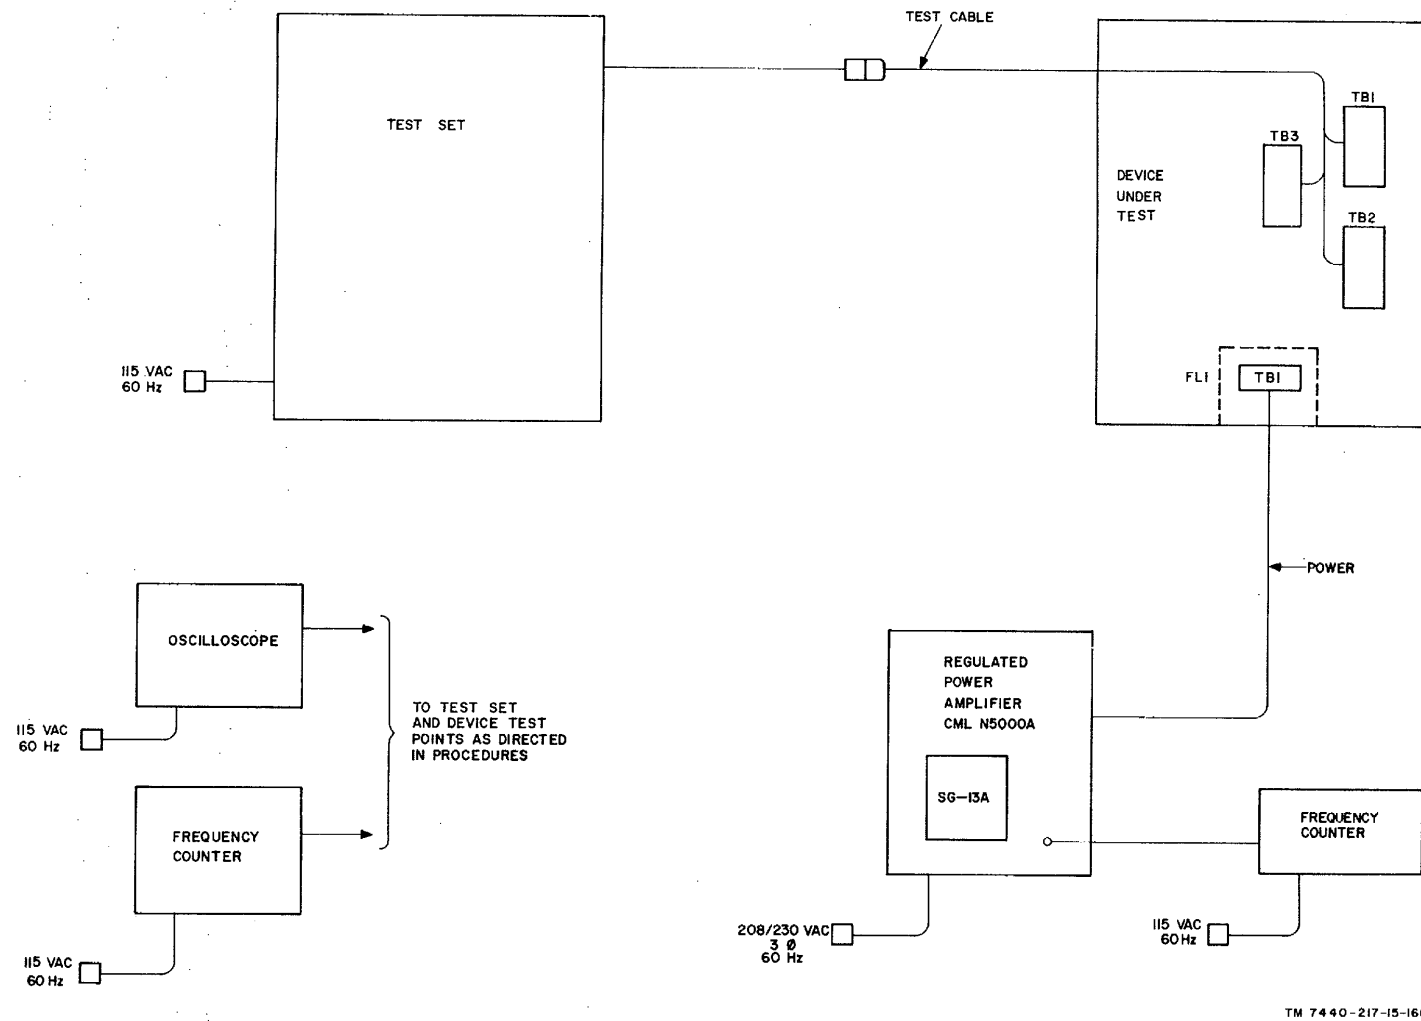 TEST CABLE
TEST SET
TB1
TB3
DEVICE
UNDER
TEST
TB2
115 VAC
60 Hz
FL1
TB1
POWER
OSCILLOSCOPE
REGULATED
POWER
AMPLIFIER
CML N5000A
TO TEST SET
AND DEVICE TEST
POINTS AS DIRECTED
IN PROCEDURES
115 VAC
60 Hz
SG-13A
FREQUENCY
COUNTER
FREQUENCY
COUNTER
208/230 VAC
3 Ø
60 Hz
115 VAC
60 Hz
115 VAC
60 Hz